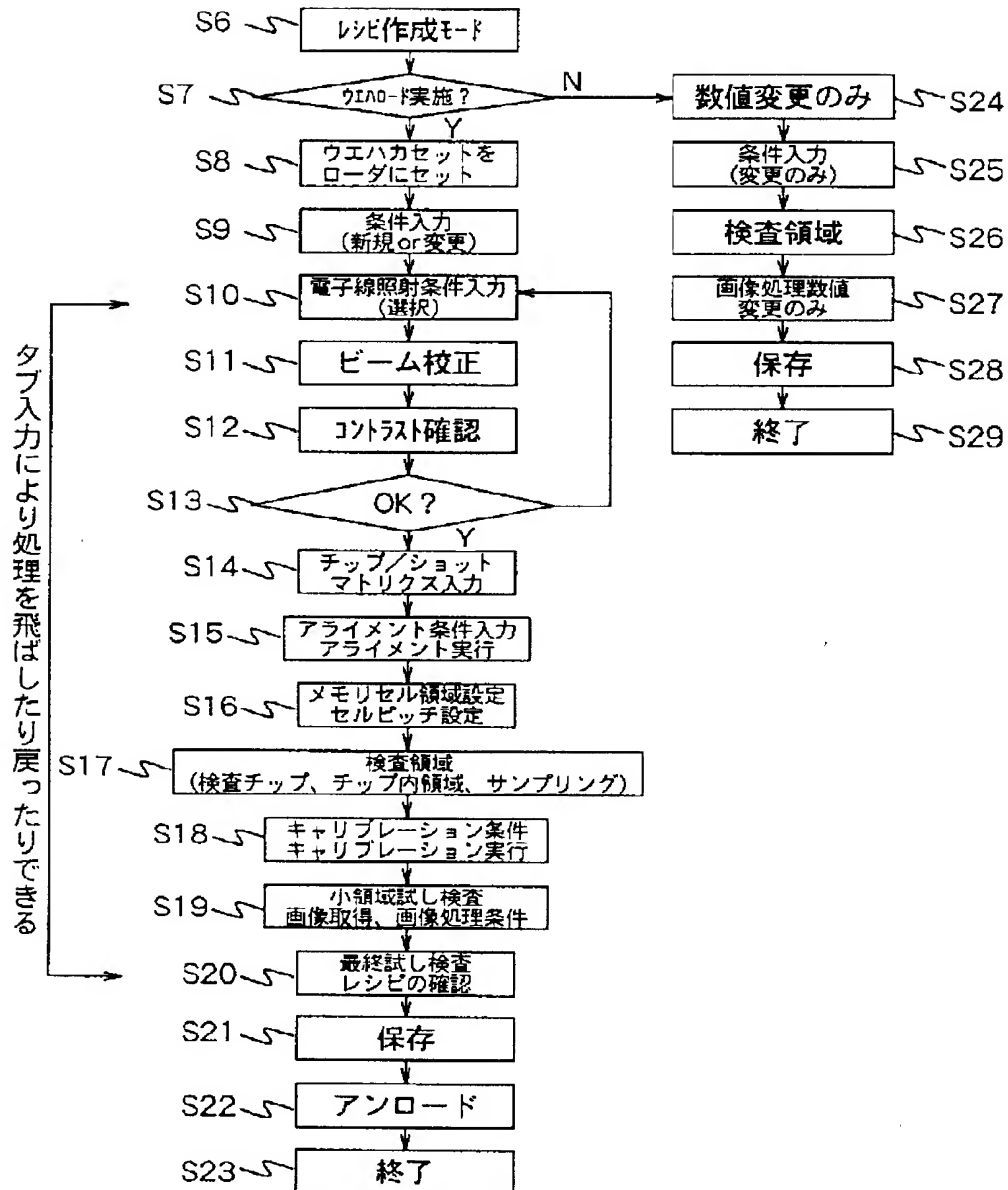 S6
レシピ作成モード
S7
ウエハロード実施？
N
Y
S8
ウエハカセットを
ローダにセット
S9
条件入力
(新規or変更)
S10
電子線照射条件入力
(選択)
S11
ビーム校正
S12
コントラスト確認
S13
OK？
Y
S14
チップ／ショット
マトリクス入力
S15
アライメント条件入力
アライメント実行
S16
メモリセル領域設定
セルピッチ設定
S17
検査領域
(検査チップ、チップ内領域、サンプリング)
S18
キャリブレーション条件
キャリブレーション実行
S19
小領域試し検査
画像取得、画像処理条件
S20
最終試し検査
レシピの確認
S21
保存
S22
アンロード
S23
終了
数値変更のみ
S24
条件入力
(変更のみ)
S25
検査領域
S26
画像処理数値
変更のみ
S27
保存
S28
終了
S29
タブ入力により処理を飛ばしたり戻ったりできる